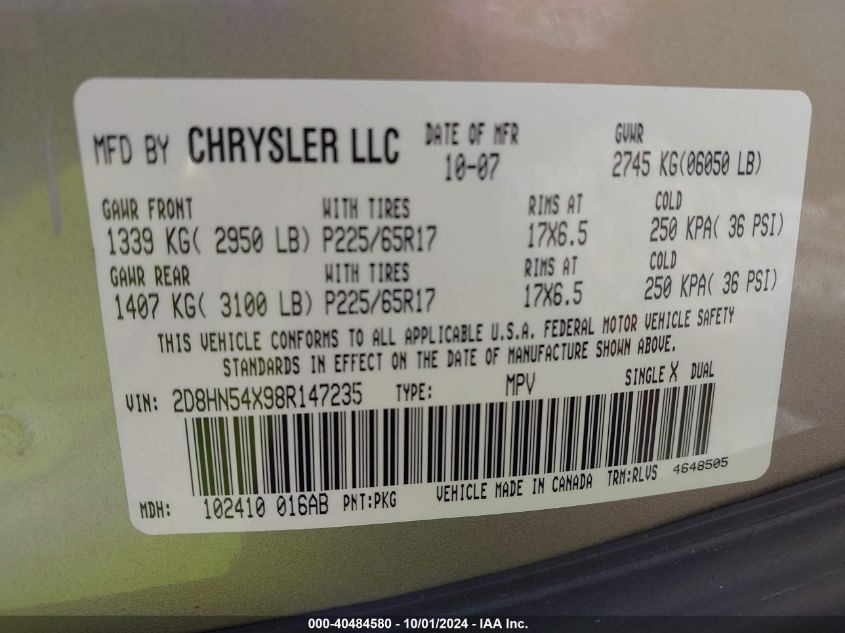 MFD BY CHRYSLER LLC DATE OF MFR GVWR
10-07 2745 KG(06050 LB)
GAWR FRONT WITH TIRES RIMS AT COLD
1339 KG( 2950 LB) P225/65R17 17X6.5 250 KPA( 36 PSI)
GAWR REAR WITH TIRES RIMS AT COLD
1407 KG( 3100 LB) P225/65R17 17X6.5 250 KPA( 36 PSI)
THIS VEHICLE CONFORMS TO ALL APPLICABLE U.S.A. FEDERAL MOTOR VEHICLE SAFETY
STANDARDS IN EFFECT ON THE DATE OF MANUFACTURE SHOWN ABOVE.
VIN: 2D8HN54X98R147235 TYPE: MPV SINGLE X DUAL
MDH: 102410 016AB PNT:PKG VEHICLE MADE IN CANADA TRM:RLVS 4648505
000-40484580 - 10/01/2024 - IAA Inc.